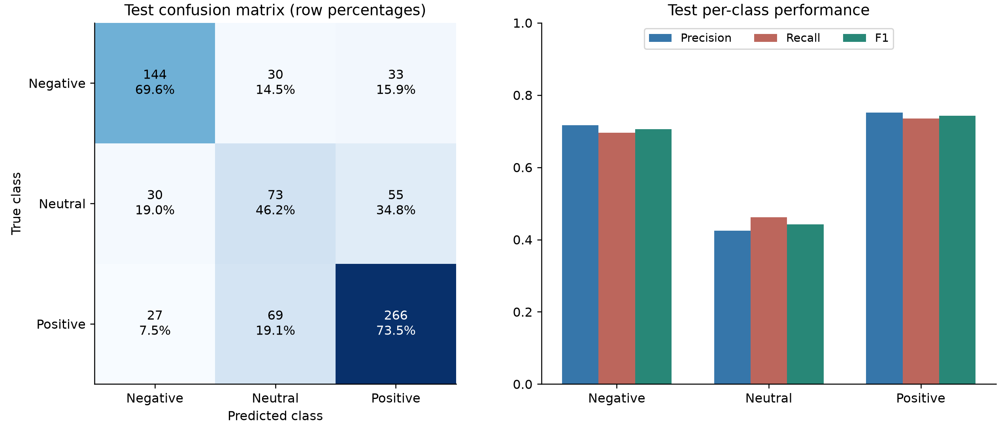 Test confusion matrix (row percentages)
True class
Negative
144
69.6%
30
14.5%
33
15.9%
Neutral
30
19.0%
73
46.2%
55
34.8%
Positive
27
7.5%
69
19.1%
266
73.5%
Negative
Neutral
Positive
Predicted class
Test per-class performance
Precision
Recall
F1
1.0
0.8
0.6
0.4
0.2
0.0
Negative
Neutral
Positive